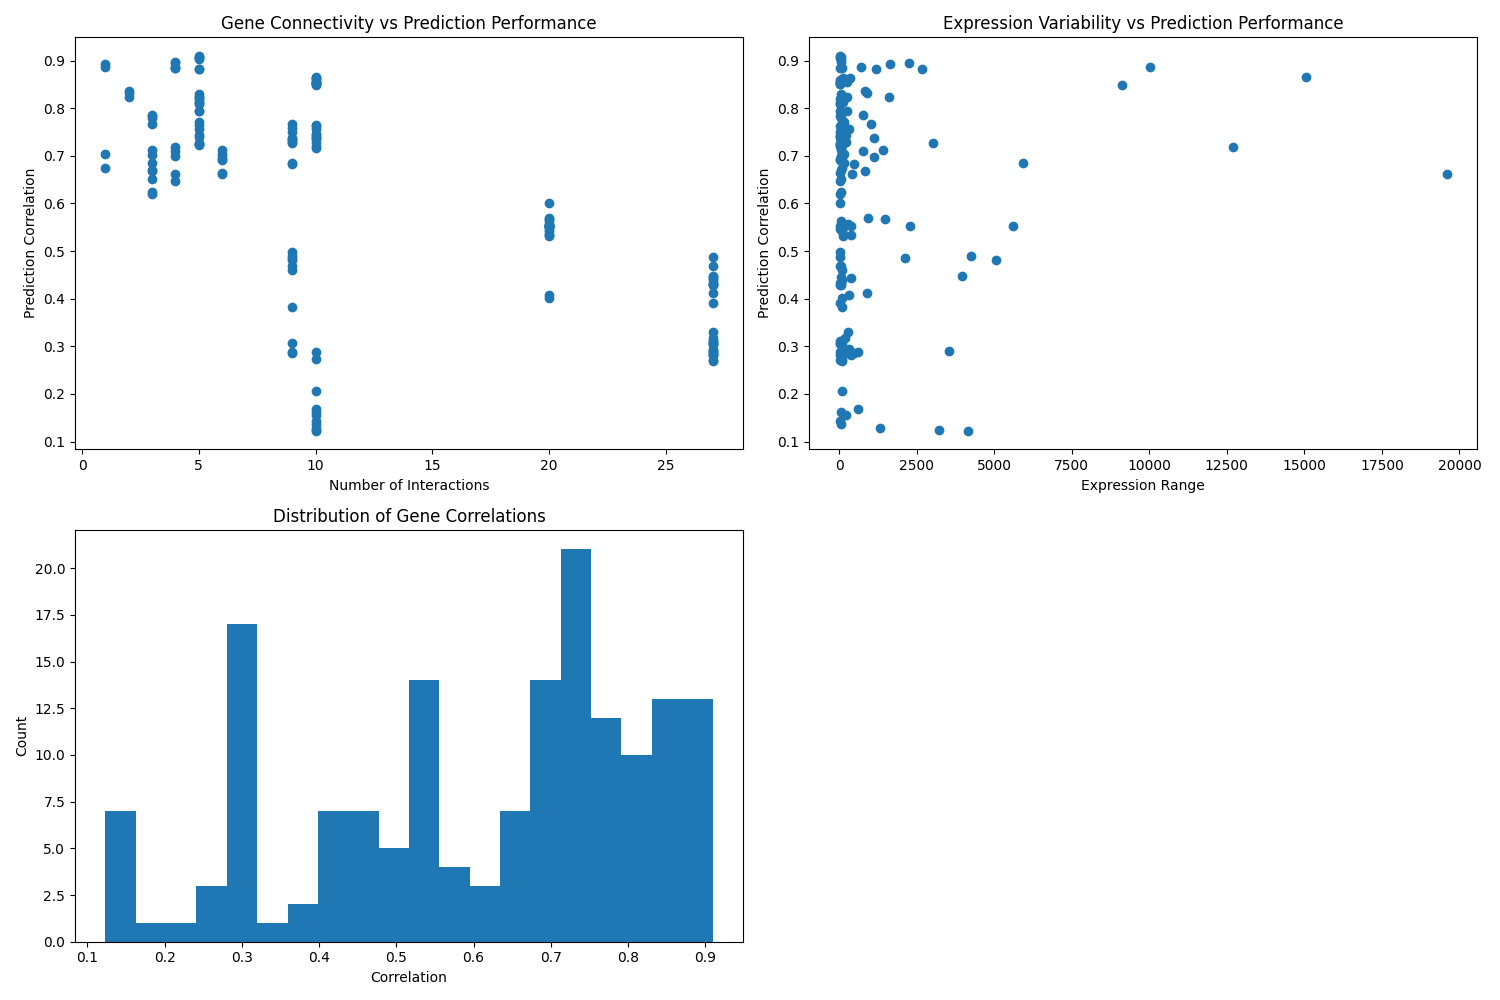 Gene Connectivity vs Prediction Performance
Prediction Correlation
0.9
0.8
0.7
0.6
0.5
0.4
0.3
0.2
0.1
0 5 10 15 20 25
Number of Interactions
Expression Variability vs Prediction Performance
Prediction Correlation
0.9
0.8
0.7
0.6
0.5
0.4
0.3
0.2
0.1
0 2500 5000 7500 10000 12500 15000 17500 20000
Expression Range
Distribution of Gene Correlations
Count
20.0
17.5
15.0
12.5
10.0
7.5
5.0
2.5
0.0
0.1 0.2 0.3 0.4 0.5 0.6 0.7 0.8 0.9
Correlation